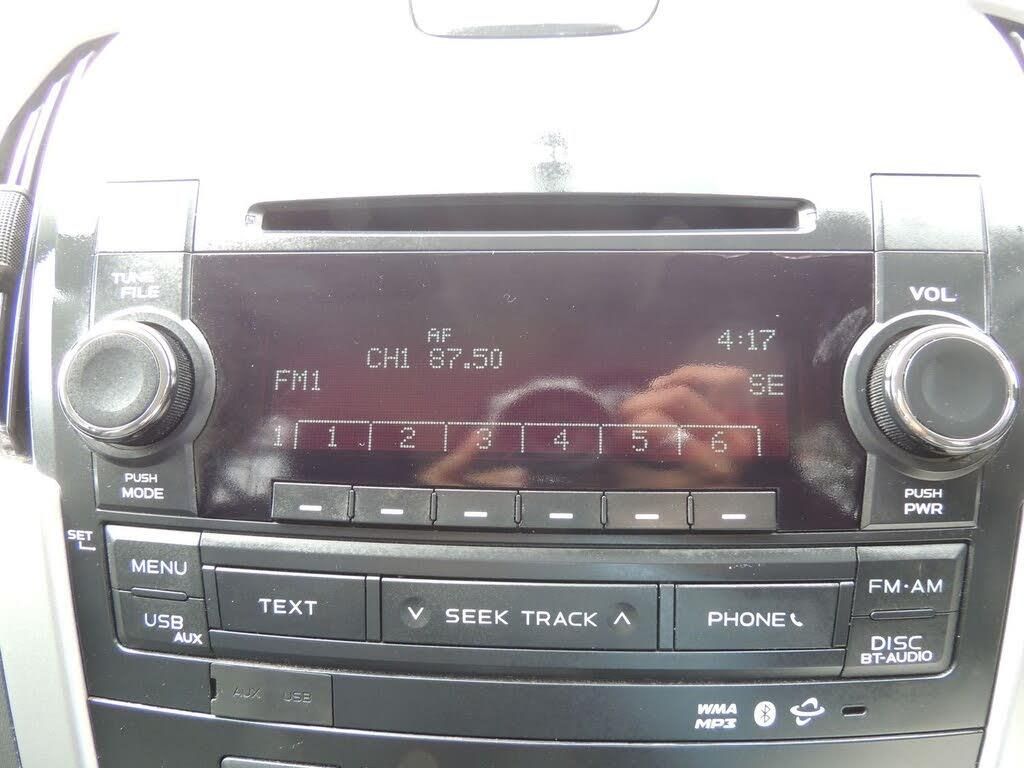 TUNE
FILE
VOL
AF
4:17
CH1 87.50
FM1
SE
1 1 2 3 4 5 6
PUSH
MODE
PUSH
PWR
SET
MENU
FM·AM
TEXT
SEEK TRACK
PHONE
USB
AUX
DISC
BT-AUDIO
AUX USB
WMA
MP3